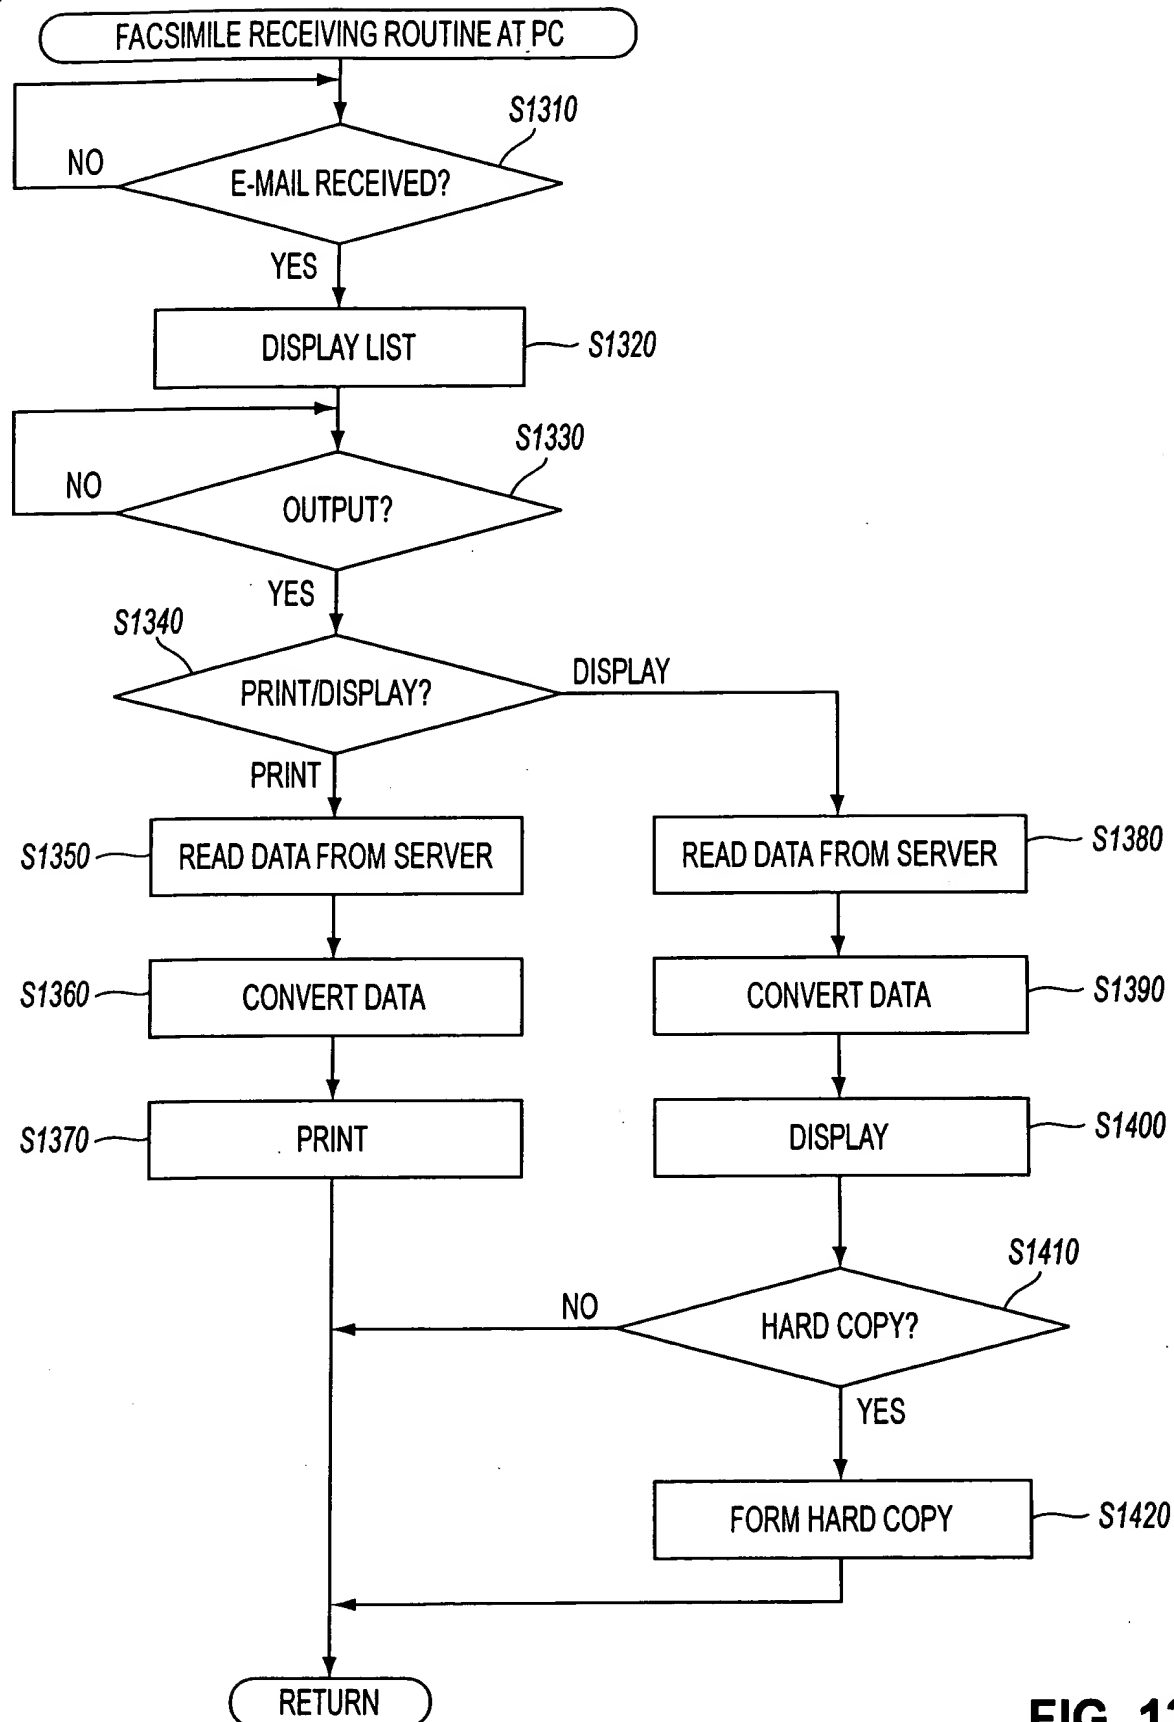 FACSIMILE RECEIVING ROUTINE AT PC
S1310
NO
E-MAIL RECEIVED?
YES
DISPLAY LIST
S1320
S1330
NO
OUTPUT?
YES
S1340
PRINT/DISPLAY?
DISPLAY
PRINT
S1350
READ DATA FROM SERVER
READ DATA FROM SERVER
S1380
S1360
CONVERT DATA
CONVERT DATA
S1390
S1370
PRINT
DISPLAY
S1400
S1410
NO
HARD COPY?
YES
FORM HARD COPY
S1420
RETURN
FIG.